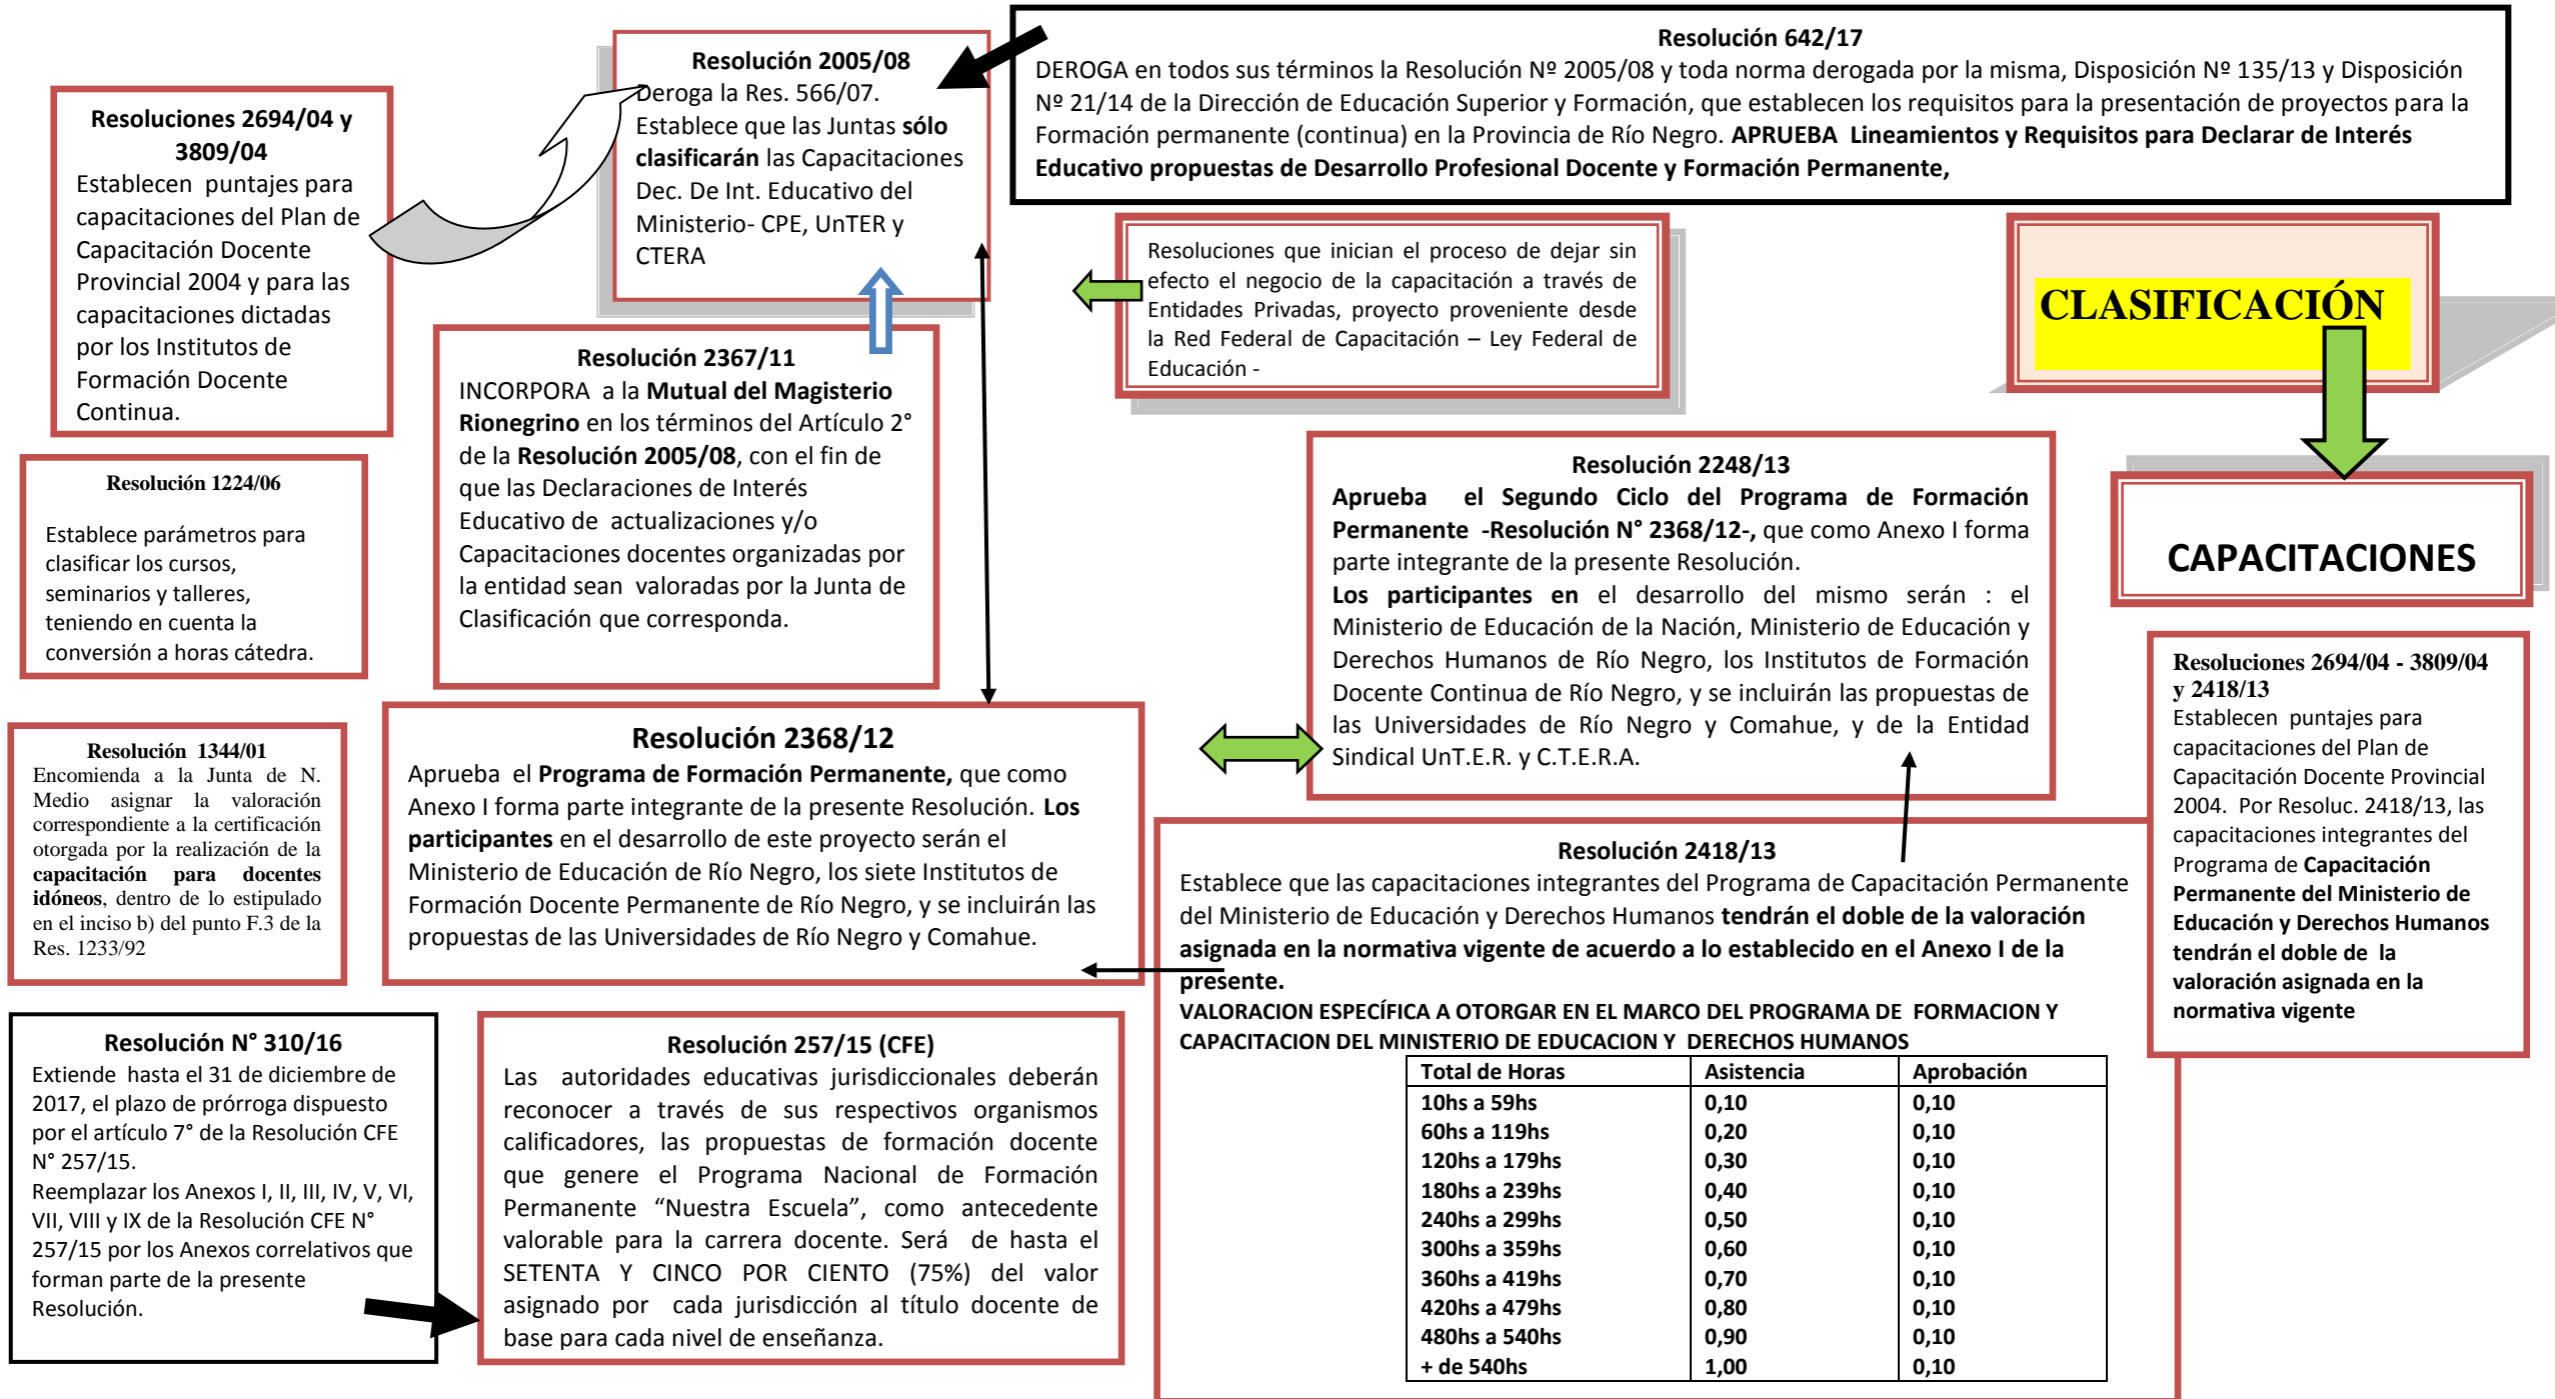 Resolución 642/17
DEROGA en todos sus términos la Resolución Nº 2005/08 y toda norma derogada por la misma, Disposición Nº 135/13 y Disposición
Nº 21/14 de la Dirección de Educación Superior y Formación, que establecen los requisitos para la presentación de proyectos para la
Formación permanente (continua) en la Provincia de Río Negro. APRUEBA Lineamientos y Requisitos para Declarar de Interés
Educativo propuestas de Desarrollo Profesional Docente y Formación Permanente,
Resolución 2005/08
Deroga la Res. 566/07.
Establece que las Juntas sólo
clasificarán las Capacitaciones
Dec. De Int. Educativo del
Ministerio- CPE, UnTER y
CTERA
Resoluciones 2694/04 y
3809/04
Establecen puntajes para
capacitaciones del Plan de
Capacitación Docente
Provincial 2004 y para las
capacitaciones dictadas
por los Institutos de
Formación Docente
Continua.
Resoluciones que inician el proceso de dejar sin
efecto el negocio de la capacitación a través de
Entidades Privadas, proyecto proveniente desde
la Red Federal de Capacitación – Ley Federal de
Educación -
CLASIFICACIÓN
CAPACITACIONES
Resolución 2367/11
INCORPORA a la Mutual del Magisterio
Rionegrino en los términos del Artículo 2°
de la Resolución 2005/08, con el fin de
que las Declaraciones de Interés
Educativo de actualizaciones y/o
Capacitaciones docentes organizadas por
la entidad sean valoradas por la Junta de
Clasificación que corresponda.
Resolución 1224/06
Establece parámetros para
clasificar los cursos,
seminarios y talleres,
teniendo en cuenta la
conversión a horas cátedra.
Resolución 2248/13
Aprueba el Segundo Ciclo del Programa de Formación
Permanente -Resolución N° 2368/12-, que como Anexo I forma
parte integrante de la presente Resolución.
Los participantes en el desarrollo del mismo serán : el
Ministerio de Educación de la Nación, Ministerio de Educación y
Derechos Humanos de Río Negro, los Institutos de Formación
Docente Continua de Río Negro, y se incluirán las propuestas de
las Universidades de Río Negro y Comahue, y de la Entidad
Sindical UnT.E.R. y C.T.E.R.A.
Resoluciones 2694/04 - 3809/04
y 2418/13
Establecen puntajes para
capacitaciones del Plan de
Capacitación Docente Provincial
2004. Por Resoluc. 2418/13, las
capacitaciones integrantes del
Programa de Capacitación
Permanente del Ministerio de
Educación y Derechos Humanos
tendrán el doble de la
valoración asignada en la
normativa vigente
Resolución 1344/01
Encomienda a la Junta de N.
Medio asignar la valoración
correspondiente a la certificación
otorgada por la realización de la
capacitación para docentes
idóneos, dentro de lo estipulado
en el inciso b) del punto F.3 de la
Res. 1233/92
Resolución 2368/12
Aprueba el Programa de Formación Permanente, que como
Anexo I forma parte integrante de la presente Resolución. Los
participantes en el desarrollo de este proyecto serán el
Ministerio de Educación de Río Negro, los siete Institutos de
Formación Docente Permanente de Río Negro, y se incluirán las
propuestas de las Universidades de Río Negro y Comahue.
Resolución 2418/13
Establece que las capacitaciones integrantes del Programa de Capacitación Permanente
del Ministerio de Educación y Derechos Humanos tendrán el doble de la valoración
asignada en la normativa vigente de acuerdo a lo establecido en el Anexo I de la
presente.
VALORACION ESPECÍFICA A OTORGAR EN EL MARCO DEL PROGRAMA DE FORMACION Y
CAPACITACION DEL MINISTERIO DE EDUCACION Y DERECHOS HUMANOS
Total de Horas Asistencia Aprobación
10hs a 59hs 0,10 0,10
60hs a 119hs 0,20 0,10
120hs a 179hs 0,30 0,10
180hs a 239hs 0,40 0,10
240hs a 299hs 0,50 0,10
300hs a 359hs 0,60 0,10
360hs a 419hs 0,70 0,10
420hs a 479hs 0,80 0,10
480hs a 540hs 0,90 0,10
+ de 540hs 1,00 0,10
Resolución N° 310/16
Extiende hasta el 31 de diciembre de
2017, el plazo de prórroga dispuesto
por el artículo 7° de la Resolución CFE
N° 257/15.
Reemplazar los Anexos I, II, III, IV, V, VI,
VII, VIII y IX de la Resolución CFE N°
257/15 por los Anexos correlativos que
forman parte de la presente
Resolución.
Resolución 257/15 (CFE)
Las autoridades educativas jurisdiccionales deberán
reconocer a través de sus respectivos organismos
calificadores, las propuestas de formación docente
que genere el Programa Nacional de Formación
Permanente “Nuestra Escuela”, como antecedente
valorable para la carrera docente. Será de hasta el
SETENTA Y CINCO POR CIENTO (75%) del valor
asignado por cada jurisdicción al título docente de
base para cada nivel de enseñanza.